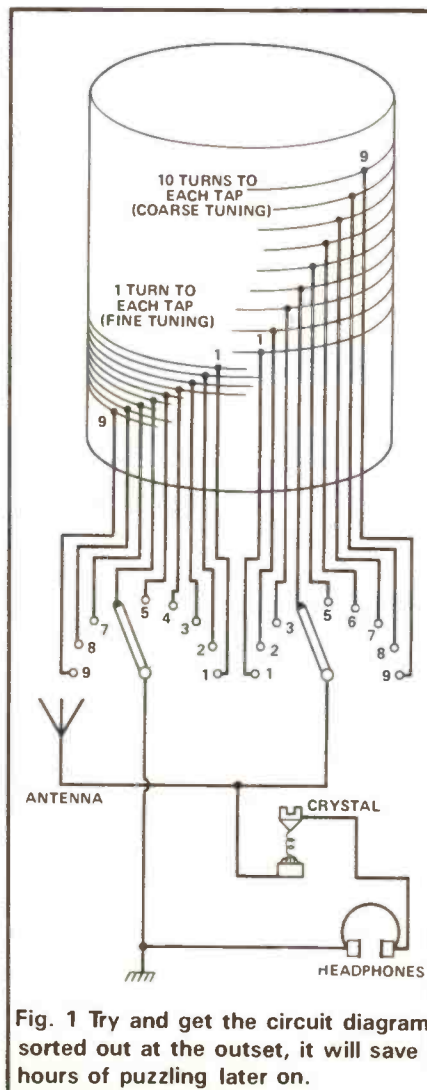 9
10 TURNS TO
EACH TAP
(COARSE TUNING)
1 TURN TO
EACH TAP
(FINE TUNING)
1 1
9
5 5
4 6
7 3 3 7
8 2 2 8
9 1 1 9
ANTENNA
CRYSTAL
HEADPHONES
Fig. 1 Try and get the circuit diagram
sorted out at the outset, it will save
hours of puzzling later on.